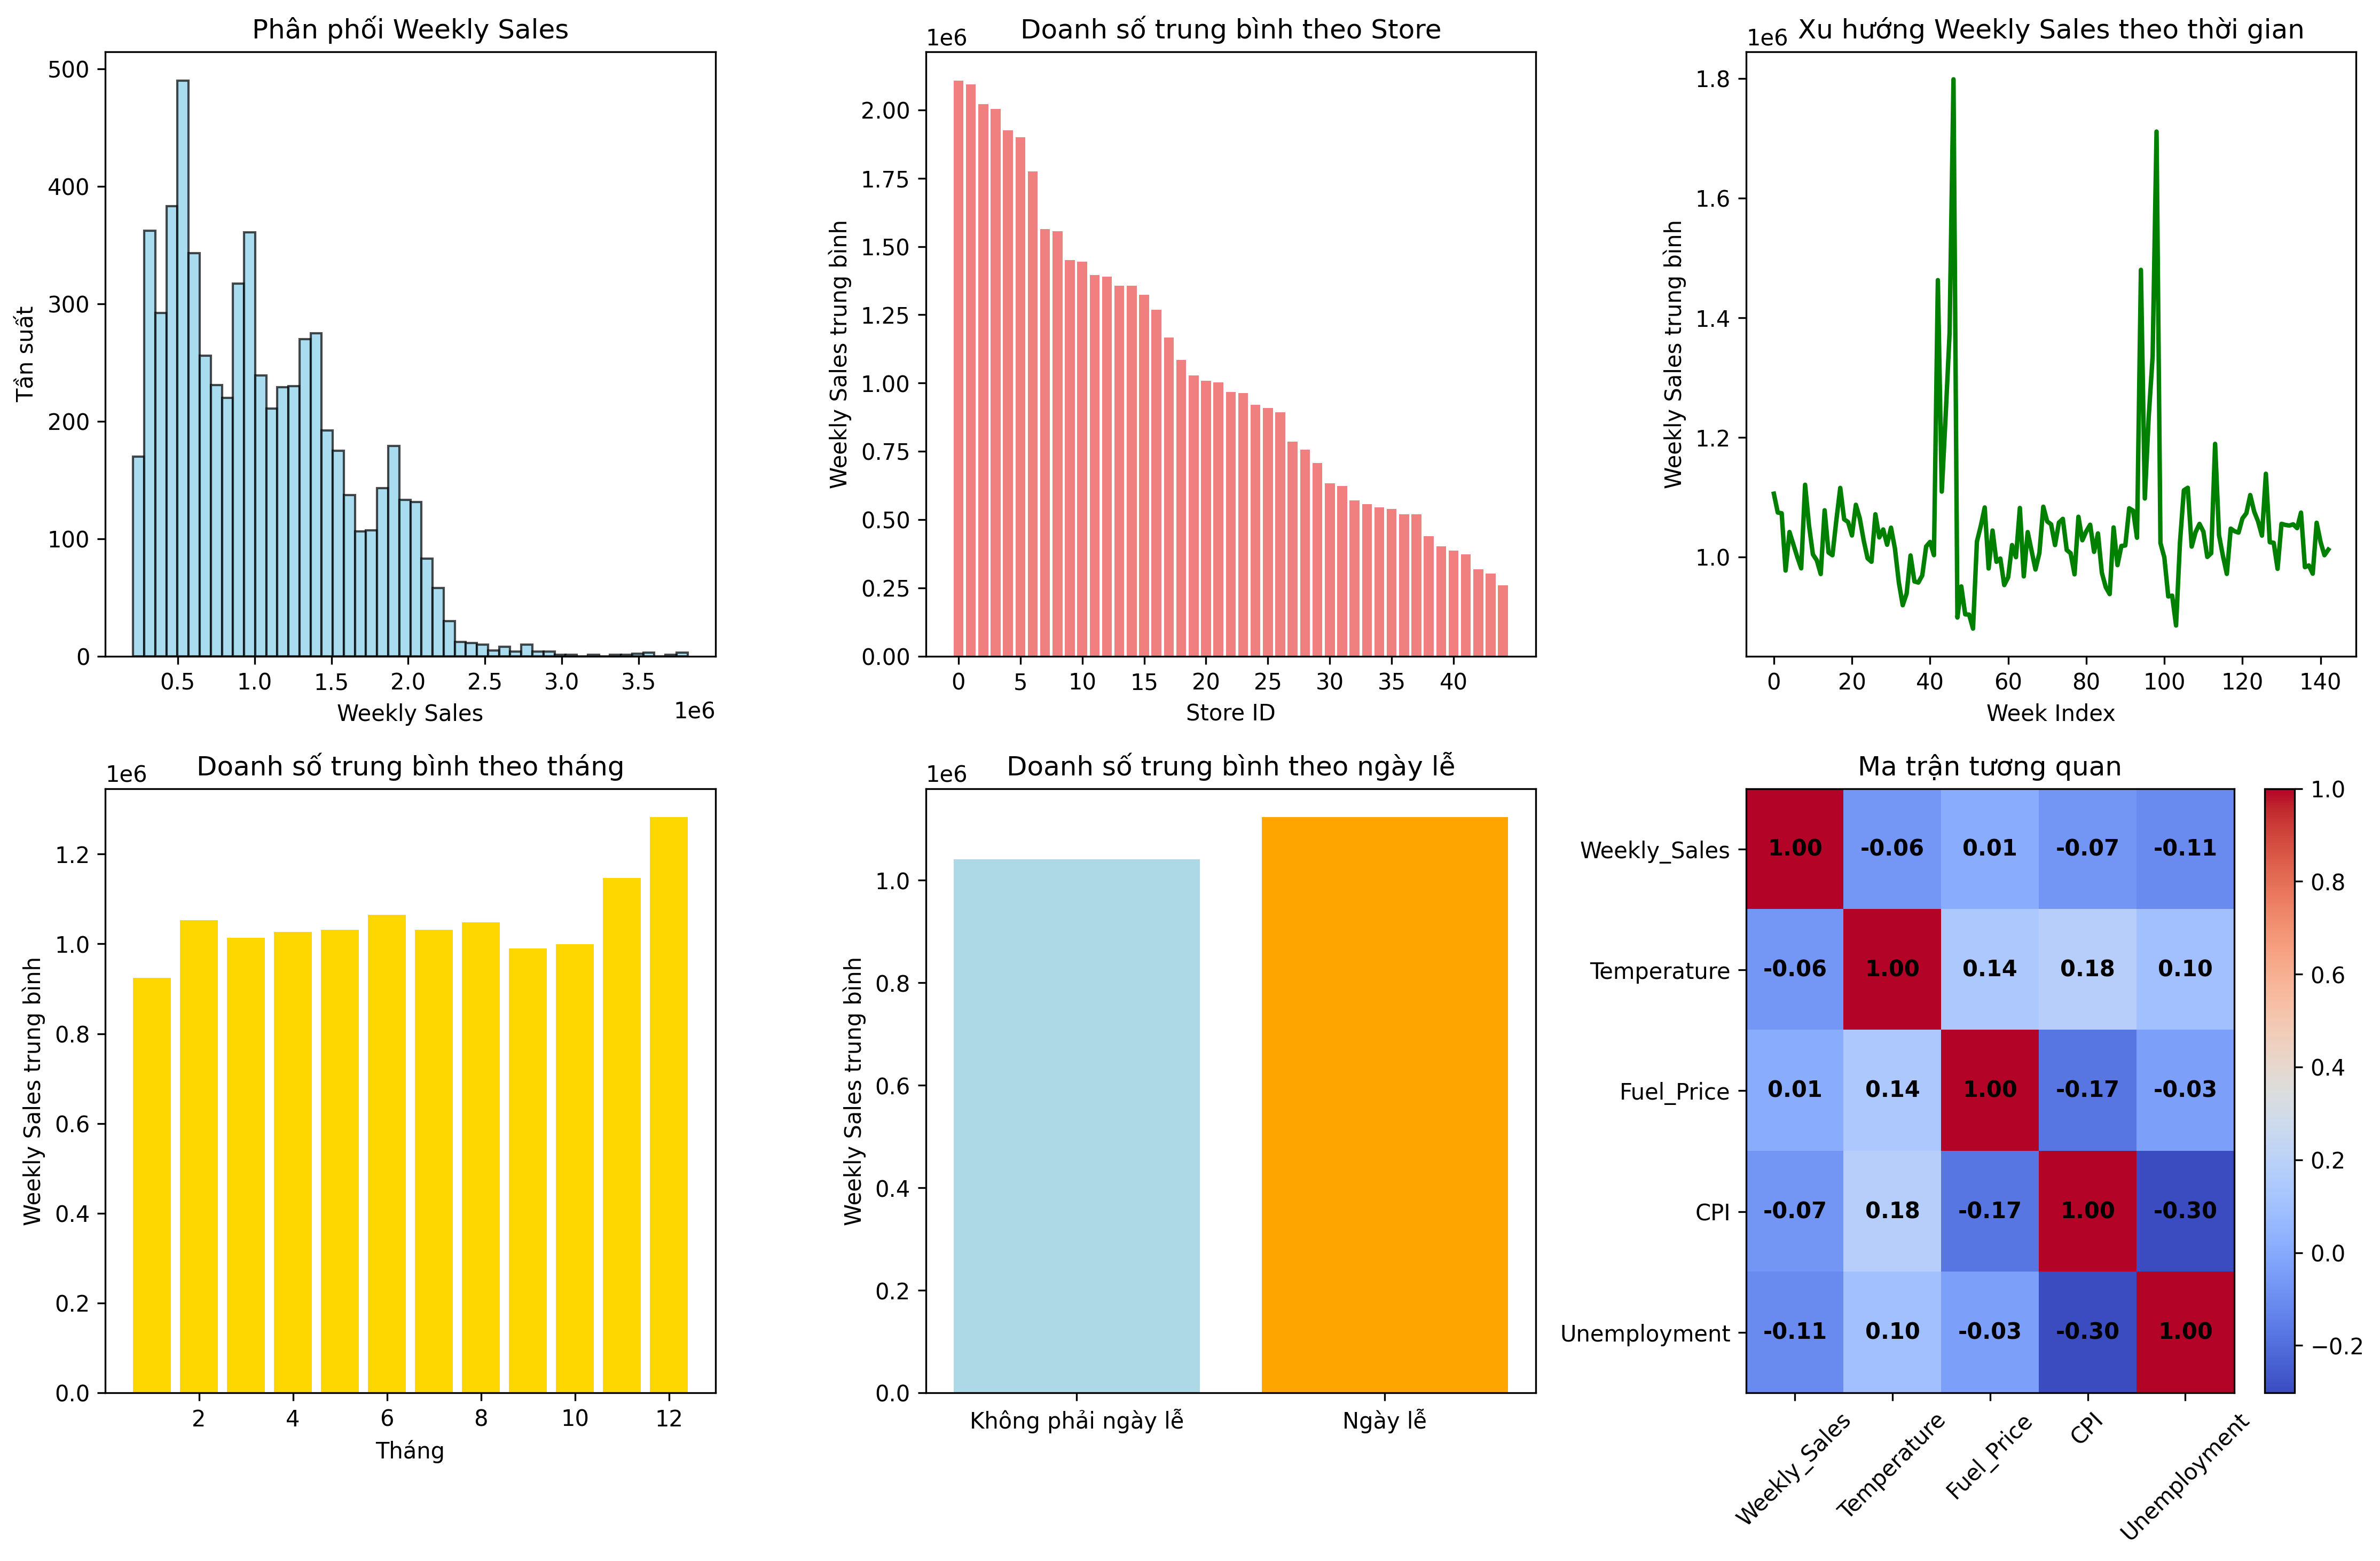 Phân phối Weekly Sales
500
400
300
200
100
0
Tần suất
0.5 1.0 1.5 2.0 2.5 3.0 3.5
Weekly Sales
1e6
Doanh số trung bình theo Store
1e6
2.00
1.75
1.50
1.25
1.00
0.75
0.50
0.25
0.00
Weekly Sales trung bình
0 5 10 15 20 25 30 35 40
Store ID
Xu hướng Weekly Sales theo thời gian
1e6
1.8
1.6
1.4
1.2
1.0
Weekly Sales trung bình
0 20 40 60 80 100 120 140
Week Index
Doanh số trung bình theo tháng
1e6
1.2
1.0
0.8
0.6
0.4
0.2
0.0
Weekly Sales trung bình
2 4 6 8 10 12
Tháng
Doanh số trung bình theo ngày lễ
1e6
1.0
0.8
0.6
0.4
0.2
0.0
Weekly Sales trung bình
Không phải ngày lễ Ngày lễ
Ma trận tương quan
Weekly_Sales 1.00 -0.06 0.01 -0.07 -0.11
Temperature -0.06 1.00 0.14 0.18 0.10
Fuel_Price 0.01 0.14 1.00 -0.17 -0.03
CPI -0.07 0.18 -0.17 1.00 -0.30
Unemployment -0.11 0.10 -0.03 -0.30 1.00
Weekly_Sales Temperature Fuel_Price CPI Unemployment
1.0
0.8
0.6
0.4
0.2
0.0
−0.2